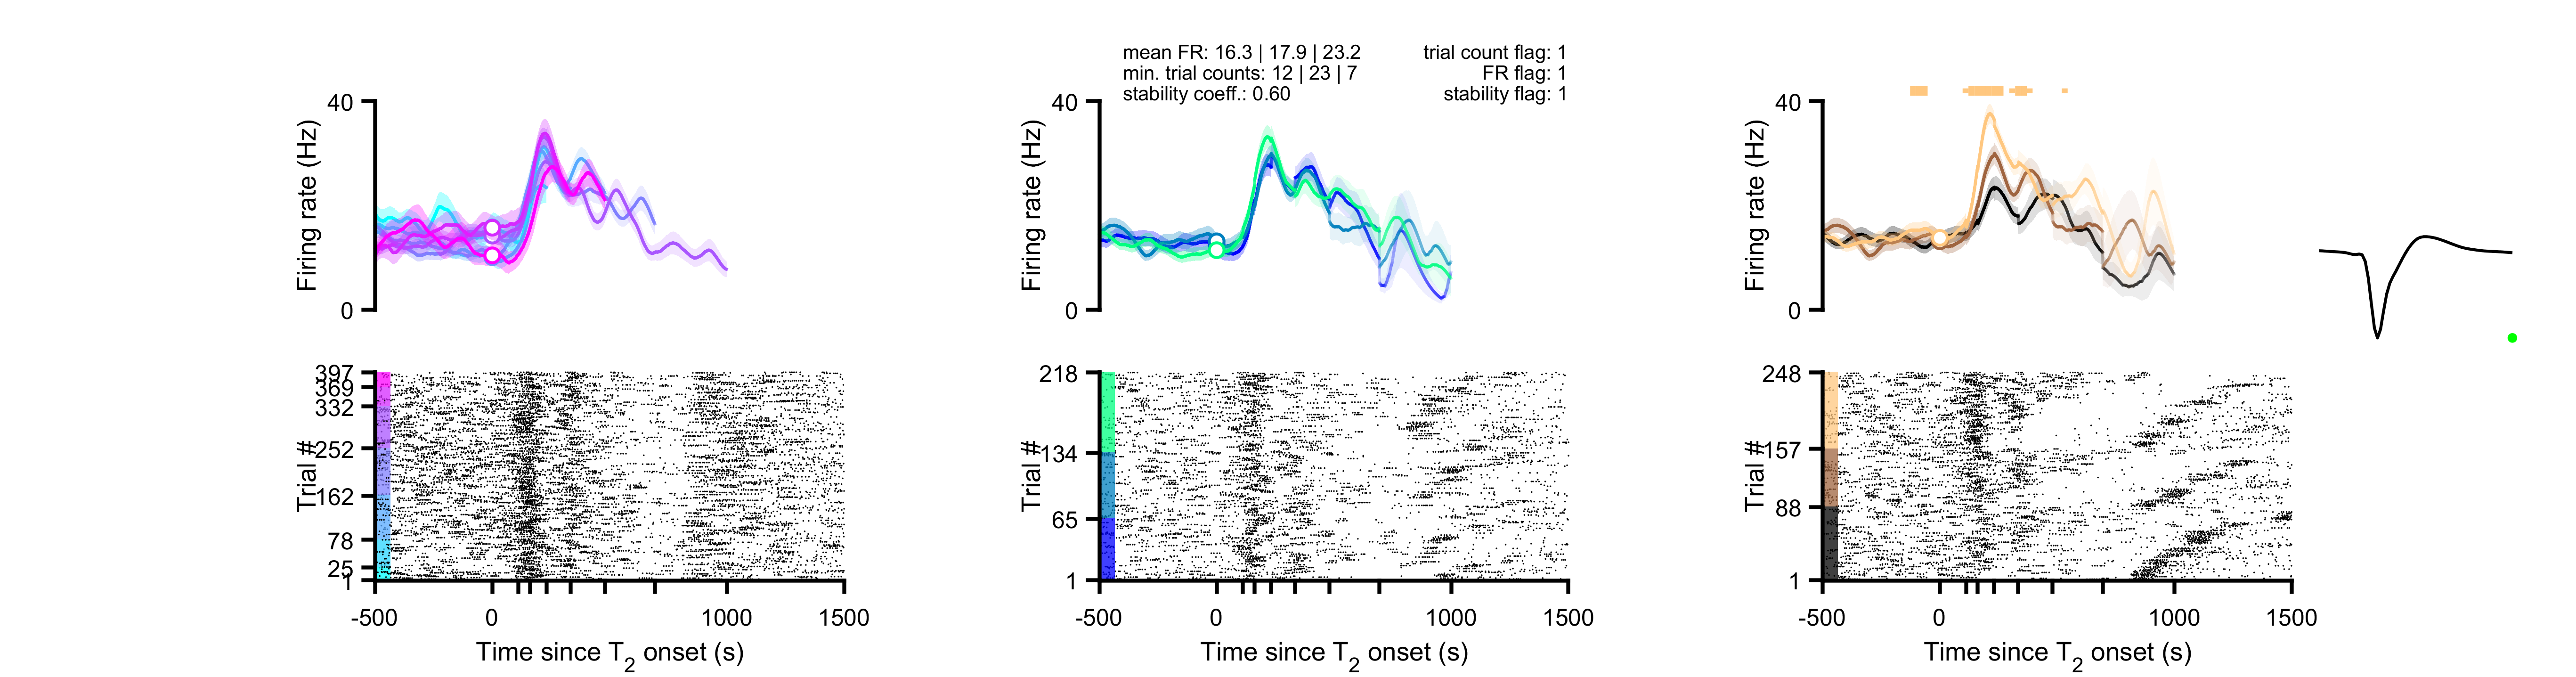 mean FR: 16.3 | 17.9 | 23.2
min. trial counts: 12 | 23 | 7
stability coeff.: 0.60
trial count flag: 1
FR flag: 1
stability flag: 1
40
0
Firing rate (Hz)
40
0
Firing rate (Hz)
40
0
Firing rate (Hz)
397
369
332
252
162
78
25
1
Trial #
-500
0
1000
1500
Time since T2 onset (s)
218
134
65
1
Trial #
-500
0
1000
1500
Time since T2 onset (s)
248
157
88
1
Trial #
-500
0
1000
1500
Time since T2 onset (s)